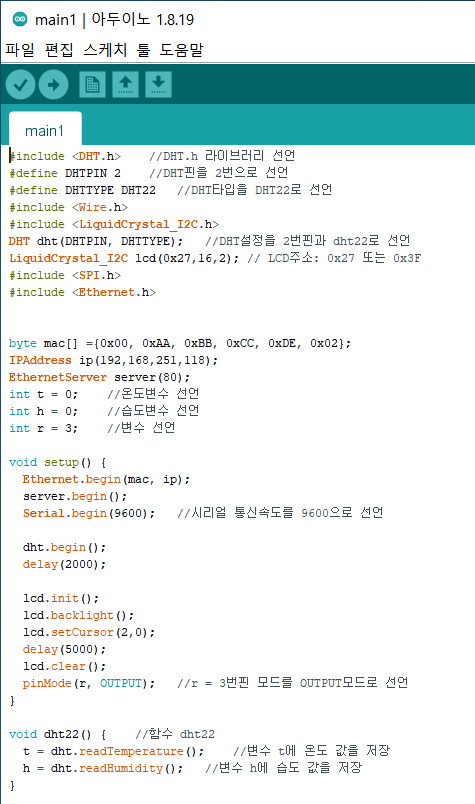 main1 | 아두이노 1.8.19
파일 편집 스케치 툴 도움말
main1
#include <DHT.h>    //DHT.h 라이브러리 선언
#define DHTPIN 2    //DHT핀을 2번으로 선언
#define DHTTYPE DHT22   //DHT타입을 DHT22로 선언
#include <Wire.h>
#include <LiquidCrystal_I2C.h>
DHT dht(DHTPIN, DHTTYPE);   //DHT설정을 2번핀과 dht22로 선언
LiquidCrystal_I2C lcd(0x27,16,2); // LCD주소: 0x27 또는 0x3F
#include <SPI.h>
#include <Ethernet.h>
byte mac[] ={0x00, 0xAA, 0xBB, 0xCC, 0xDE, 0x02};
IPAddress ip(192,168,251,118);
EthernetServer server(80);
int t = 0;    //온도변수 선언
int h = 0;    //습도변수 선언
int r = 3;    //변수 선언
void setup() {
  Ethernet.begin(mac, ip);
  server.begin();
  Serial.begin(9600);   //시리얼 통신속도를 9600으로 선언
  dht.begin();
  delay(2000);
  lcd.init();
  lcd.backlight();
  lcd.setCursor(2,0);
  delay(5000);
  lcd.clear();
  pinMode(r, OUTPUT);   //r = 3번핀 모드를 OUTPUT모드로 선언
}
void dht22() {    //함수 dht22
  t = dht.readTemperature();    //변수 t에 온도 값을 저장
  h = dht.readHumidity();   //변수 h에 습도 값을 저장
}